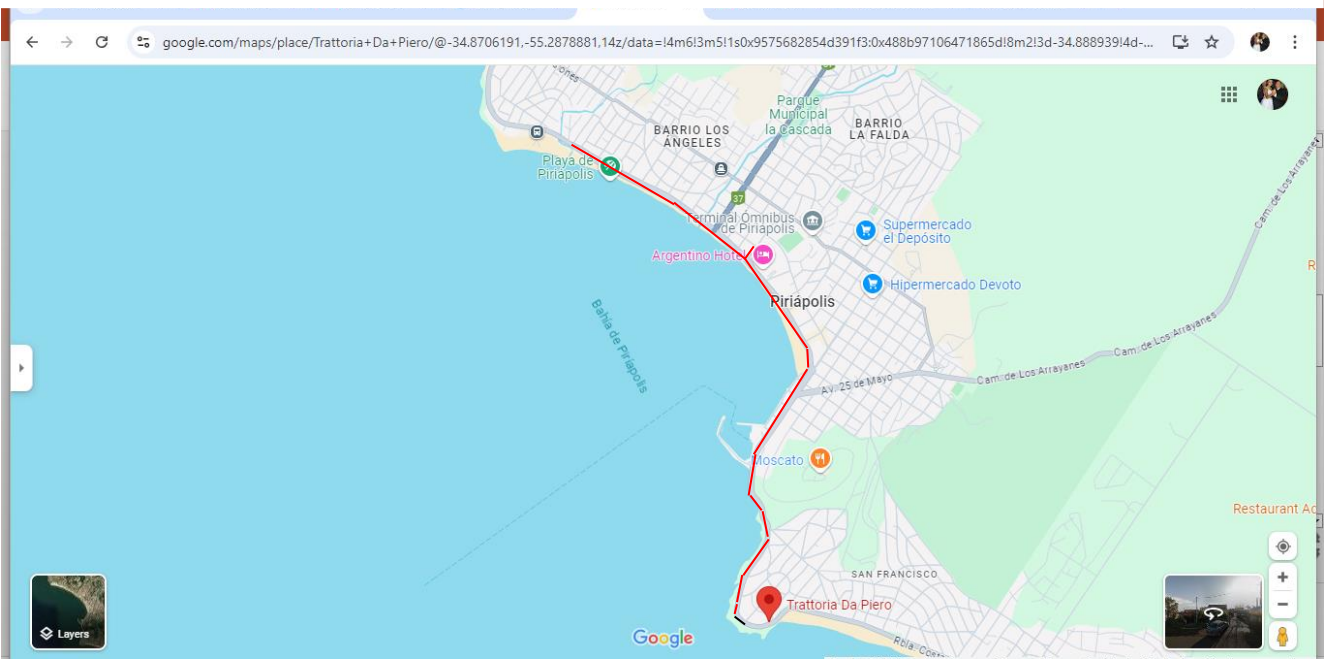 google.com/maps/place/Trattoria+Da+Piero/@-34.8706191,-55.2878881,14z/data=!4m6!3m5!1s0x9575682854d391f3:0x488b97106471865d!8m2!3d-34.888939!4d-...
iones
Parque
Municipal
la Cascada
BARRIO LOS
ÁNGELES
BARRIO
LA FALDA
Playa de
Piriápolis
37
Terminal Ómnibus
de Piriápolis
Supermercado
el Depósito
Argentino Hotel
Hipermercado Devoto
Piriápolis
Bahía de Piriápolis
Cam. de Los Arrayanes
Cam. de Los Arrayanes
Cam. de Los Arrayanes
Av. 25 de Mayo
Moscato
Restaurant Ac
SAN FRANCISCO
Trattoria Da Piero
Layers
Google
Rbla. Cos